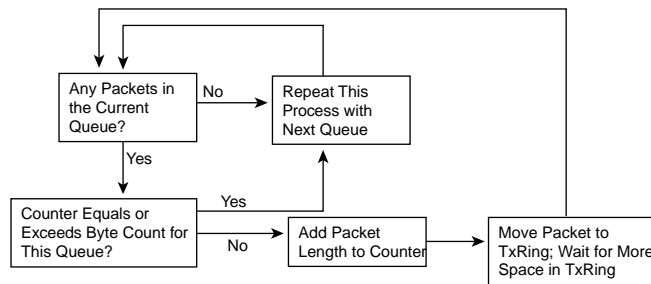 Any Packets in
the Current
Queue?
No
Repeat This
Process with
Next Queue
Yes
Counter Equals or
Exceeds Byte Count for
This Queue?
Yes
No
Add Packet
Length to Counter
Move Packet to
TxRing; Wait for More
Space in TxRing